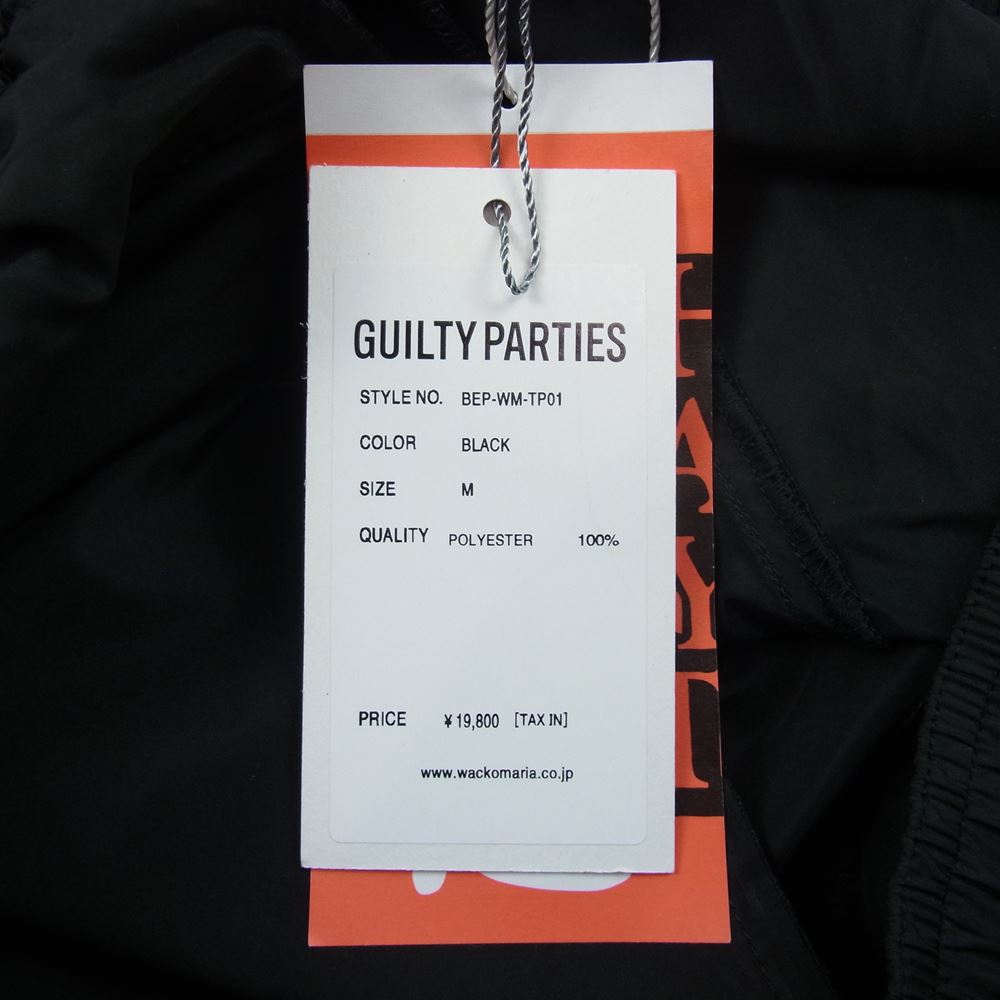 GUILTY PARTIES
STYLE NO. BEP-WM-TP01
COLOR BLACK
SIZE M
QUALITY POLYESTER 100%
PRICE ¥19,800 [TAX IN]
www.wackomaria.co.jp